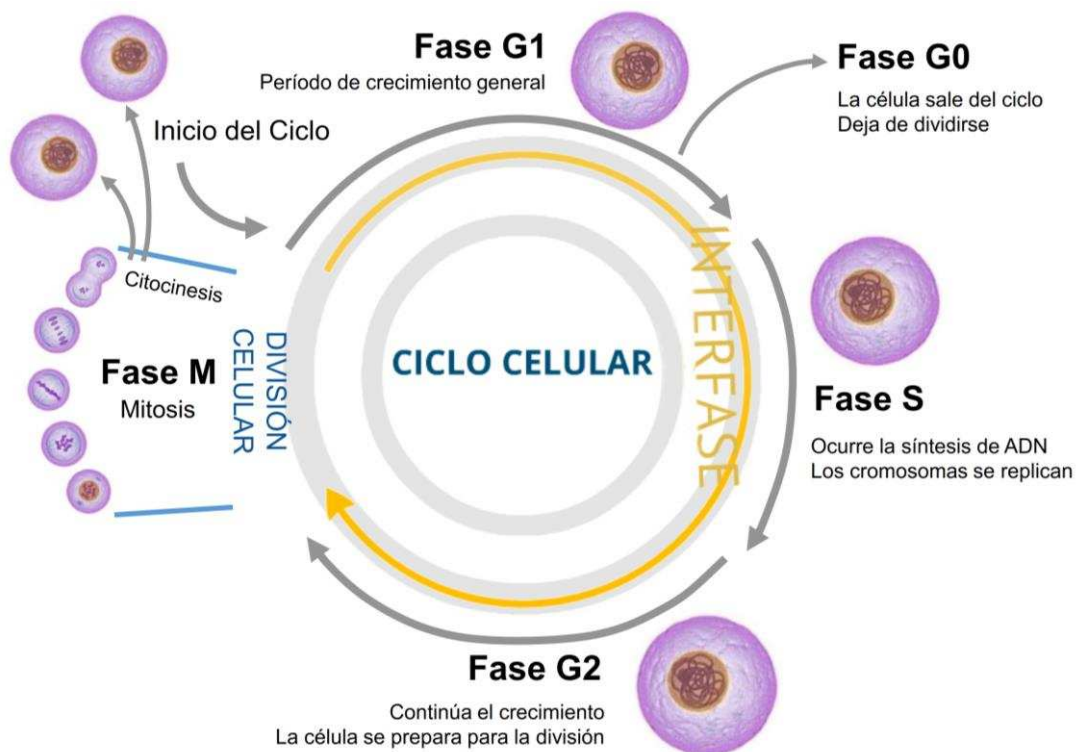 Fase G1
Período de crecimiento general
Fase G0
La célula sale del ciclo
Deja de dividirse
Inicio del Ciclo
Citocinesis
Fase M
Mitosis
DIVISIÓN
CELULAR
CICLO CELULAR
INTERFASE
Fase S
Ocurre la síntesis de ADN
Los cromosomas se replican
Fase G2
Continúa el crecimiento
La célula se prepara para la división